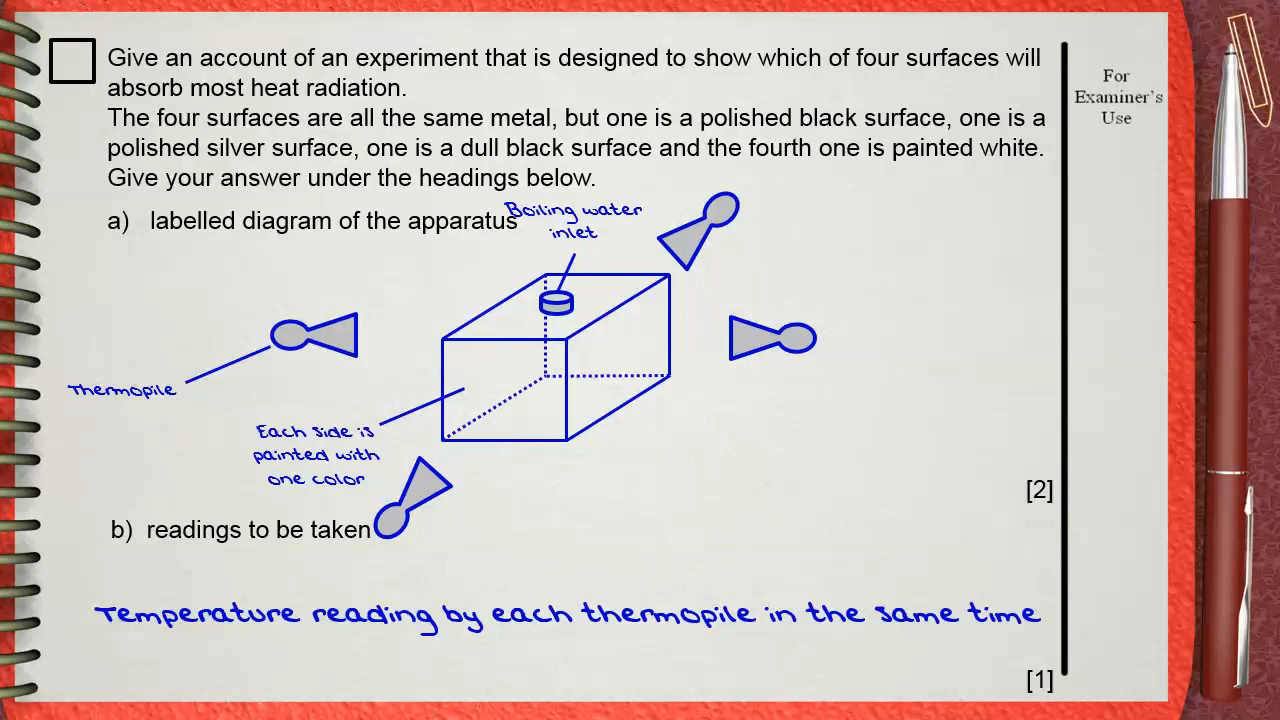 Give an account of an experiment that is designed to show which of four surfaces will
absorb most heat radiation.
The four surfaces are all the same metal, but one is a polished black surface, one is a
polished silver surface, one is a dull black surface and the fourth one is painted white.
Give your answer under the headings below.
For
Examiner's
Use
a) labelled diagram of the apparatus
Boiling water
inlet
Thermopile
Each side is
painted with
one color
[2]
b) readings to be taken
Temperature reading by each thermopile in the same time
[1]